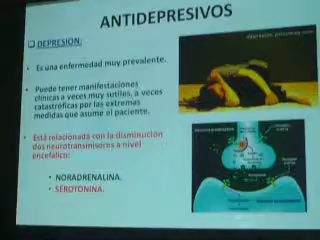 ANTIDEPRESIVOS
DEPRESION:
Es una enfermedad muy prevalente.
Puede tener manifestaciones
clínicas a veces muy sutiles, a veces
catastróficas por las extremas
medidas que asume el paciente.
Está relacionada con la disminución
dos neurotransmisores a nivel
encefálico:
NORADRENALINA.
SEROTONINA.